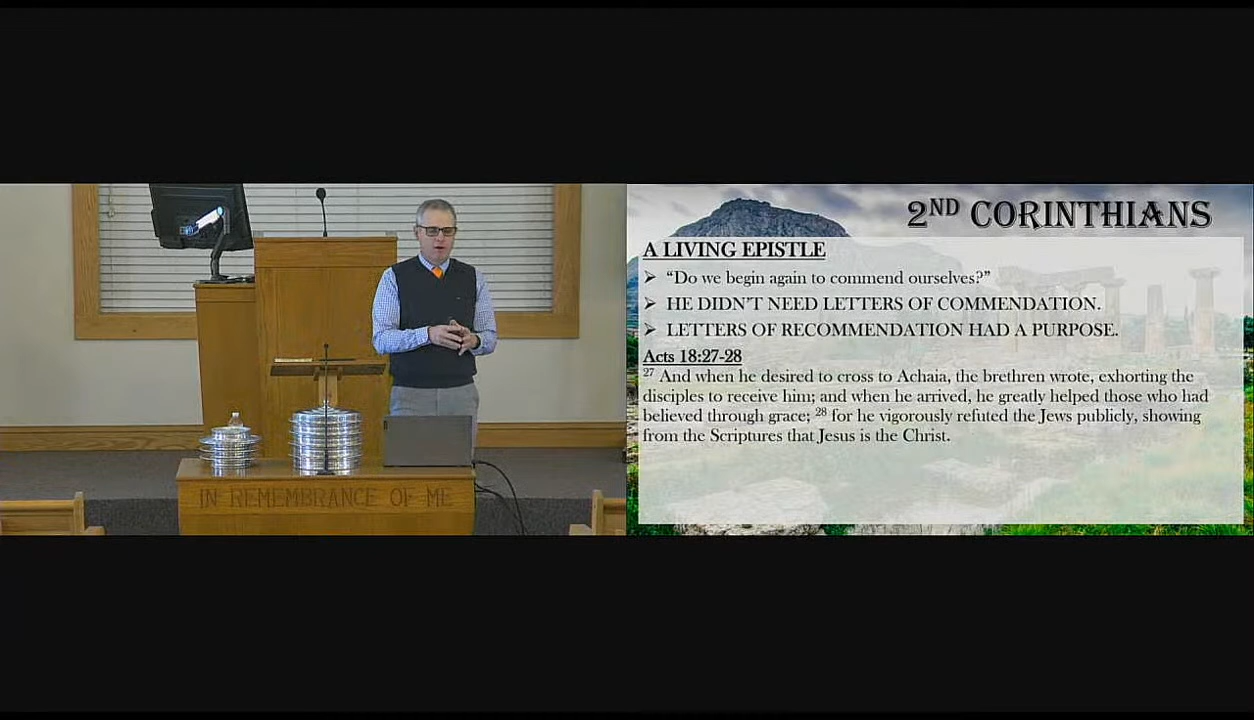 IN REMEMBRANCE OF ME
2ND CORINTHIANS
A LIVING EPISTLE
➢ “Do we begin again to commend ourselves?”
➢ HE DIDN’T NEED LETTERS OF COMMENDATION.
➢ LETTERS OF RECOMMENDATION HAD A PURPOSE.
Acts 18:27-28
27 And when he desired to cross to Achaia, the brethren wrote, exhorting the
disciples to receive him; and when he arrived, he greatly helped those who had
believed through grace; 28 for he vigorously refuted the Jews publicly, showing
from the Scriptures that Jesus is the Christ.